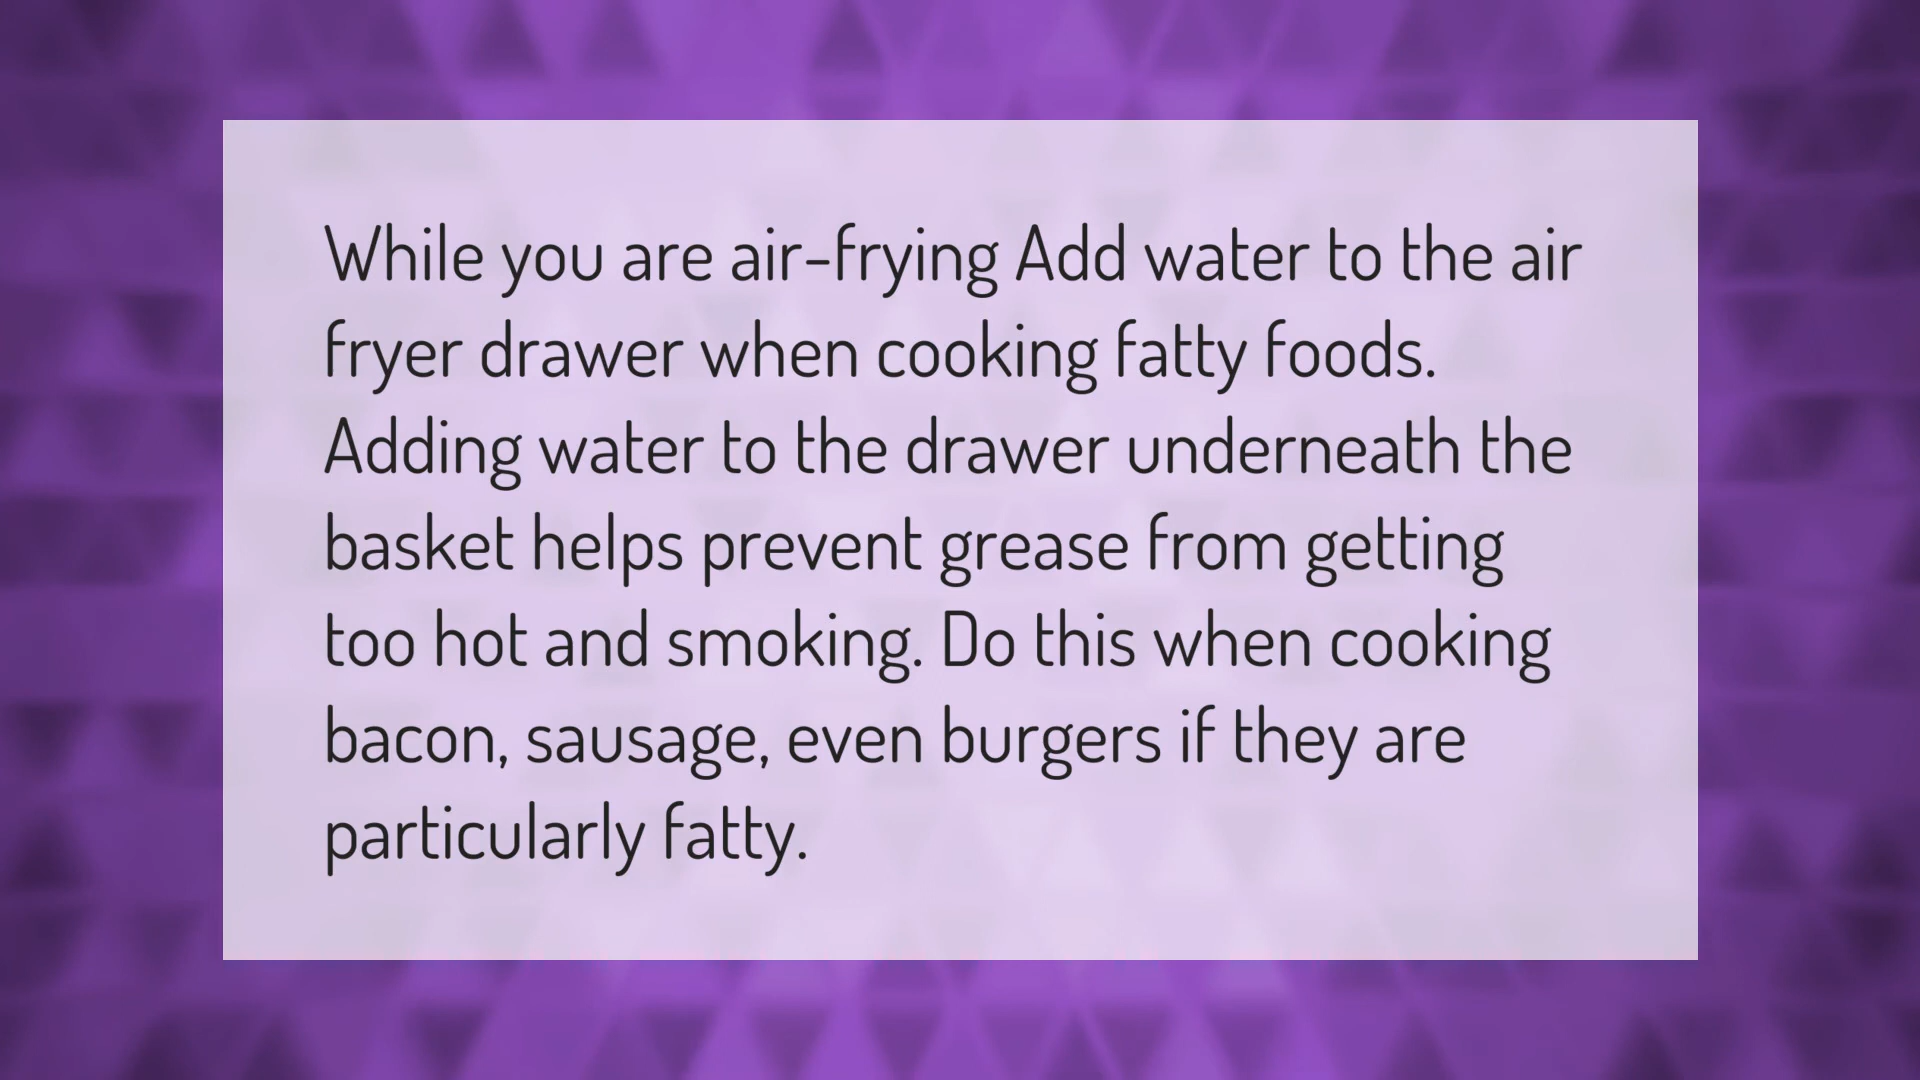 While you are air-frying Add water to the air
fryer drawer when cooking fatty foods.
Adding water to the drawer underneath the
basket helps prevent grease from getting
too hot and smoking. Do this when cooking
bacon, sausage, even burgers if they are
particularly fatty.